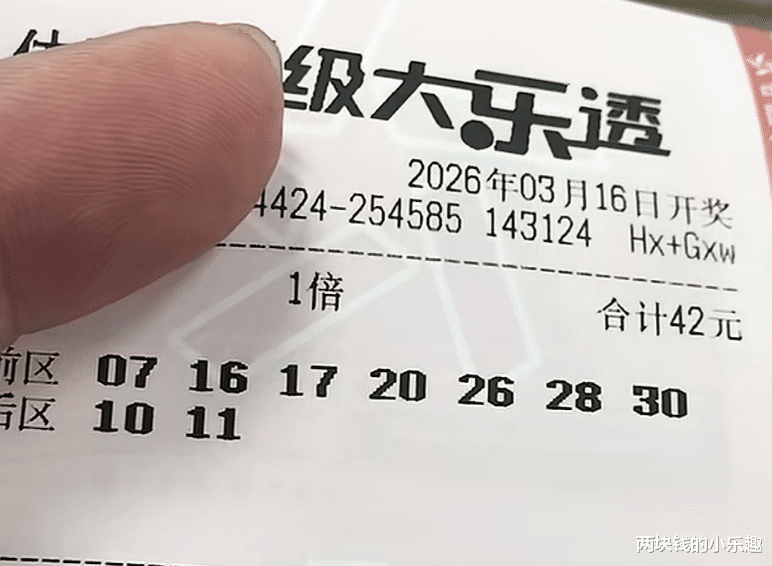 级大乐透
2026年03月16日开奖
4424-254585 143124 Hx+Gxw
1倍 合计42元
前区 07 16 17 20 26 28 30
后区 10 11
两块钱的小乐趣